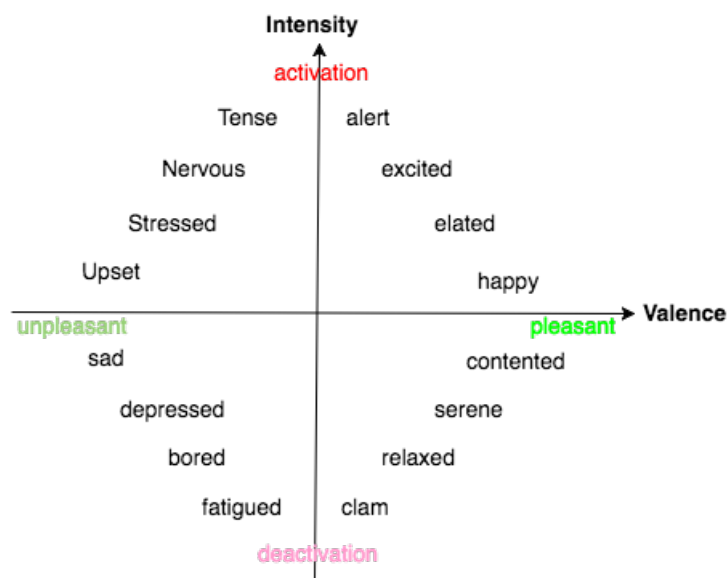 Intensity
activation
Tense alert
Nervous excited
Stressed elated
Upset happy
Valence
unpleasant pleasant
sad contented
depressed serene
bored relaxed
fatigued clam
deactivation